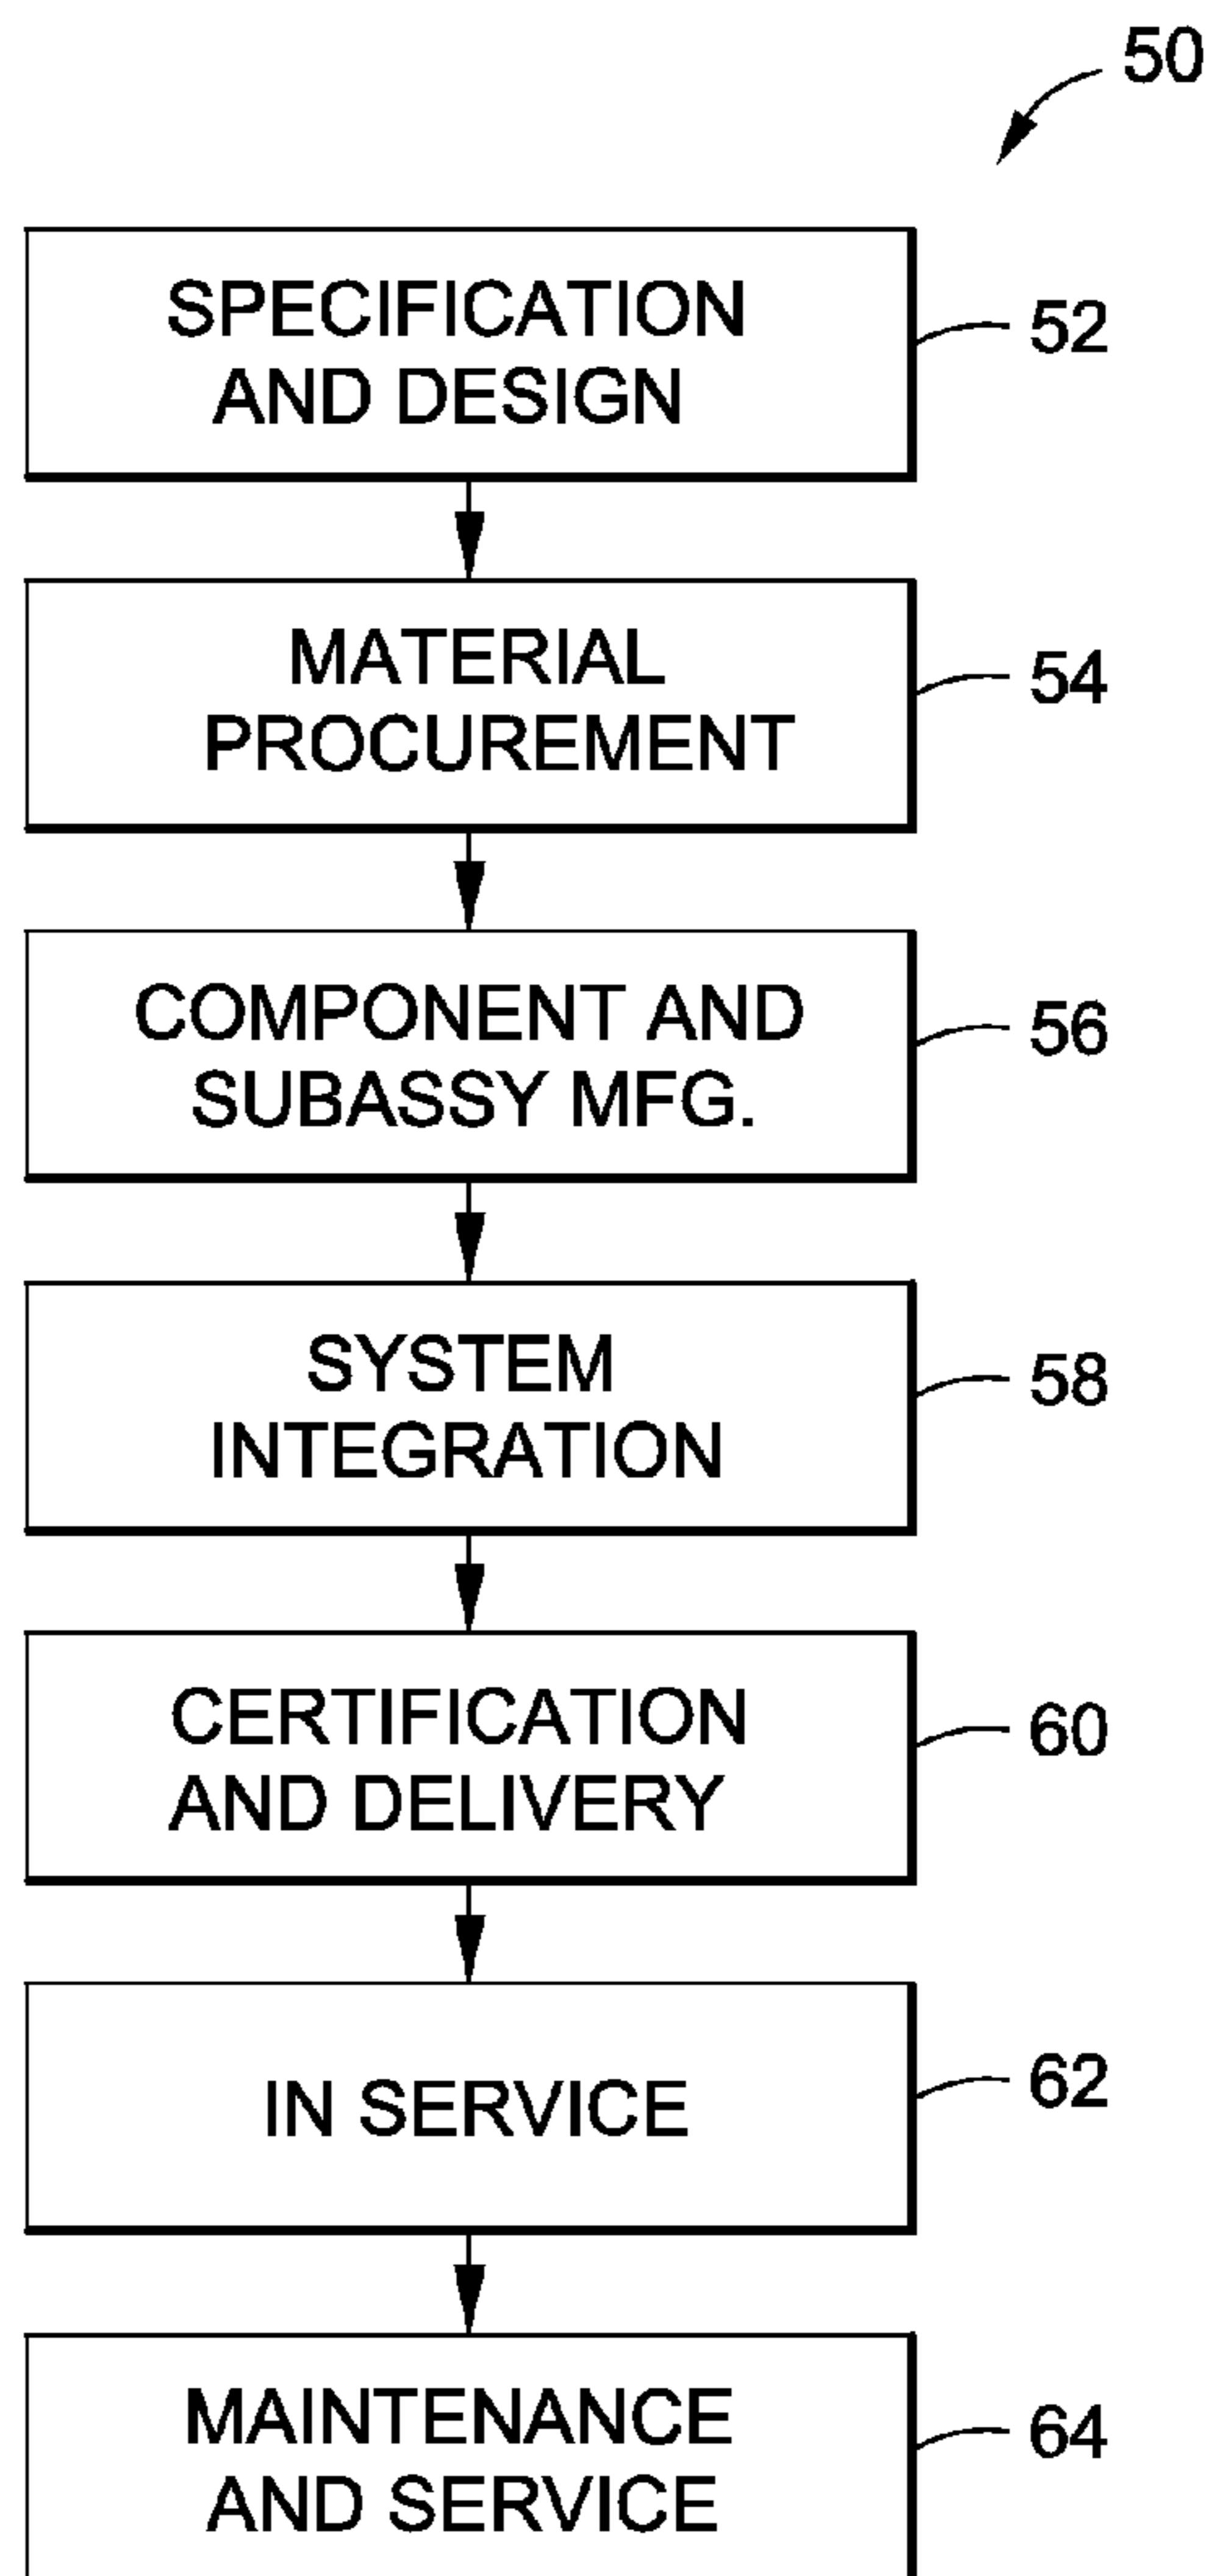 50
SPECIFICATION
AND DESIGN
52
MATERIAL
PROCUREMENT
54
COMPONENT AND
SUBASSY MFG.
56
SYSTEM
INTEGRATION
58
CERTIFICATION
AND DELIVERY
60
IN SERVICE
62
MAINTENANCE
AND SERVICE
64